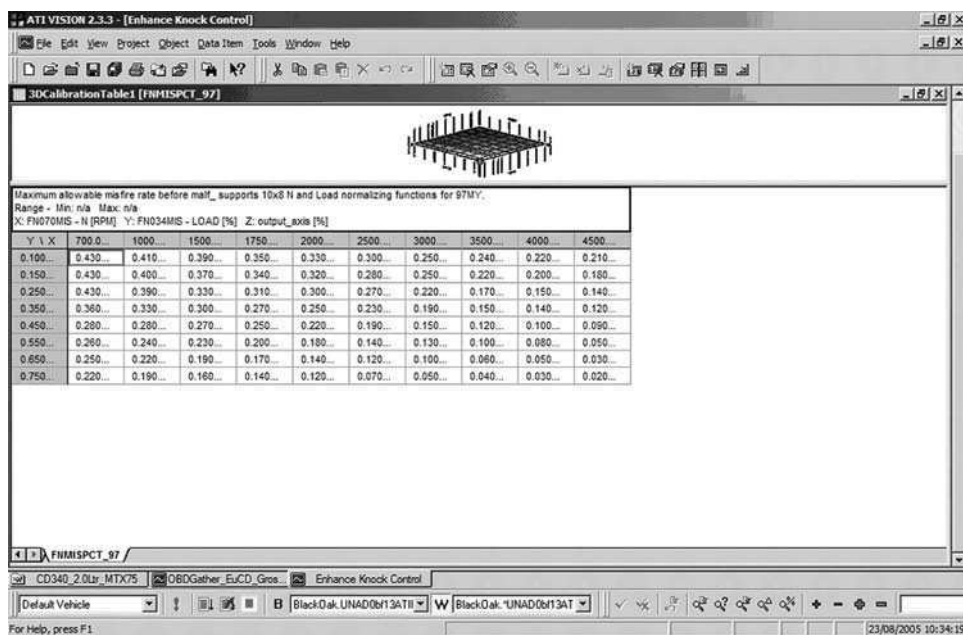 ATI VISION 2.3.3 - [Enhance Knock Control]
File Edit View Project Object Data Item Tools Window Help
3DCalibrationTable1 [FNMISPCT_97]
Maximum allowable misfire rate before malf_ supports 10x8 N and Load normalizing functions for 97MY.
Range - Min: n/a Max: n/a
X: FN070MIS - N [RPM] Y: FN034MIS - LOAD [%] Z: output_axis [%]
Y \ X 700.0... 1000.... 1500.... 1750.... 2000.... 2500.... 3000.... 3500.... 4000.... 4500....
0.100... 0.430... 0.410... 0.390... 0.350... 0.330... 0.300... 0.250... 0.240... 0.220... 0.210...
0.150... 0.430... 0.400... 0.370... 0.340... 0.320... 0.280... 0.250... 0.220... 0.200... 0.180...
0.250... 0.430... 0.390... 0.330... 0.310... 0.300... 0.270... 0.220... 0.170... 0.150... 0.140...
0.350... 0.360... 0.330... 0.300... 0.270... 0.250... 0.230... 0.190... 0.150... 0.140... 0.120...
0.450... 0.280... 0.280... 0.270... 0.250... 0.220... 0.190... 0.150... 0.120... 0.100... 0.090...
0.550... 0.260... 0.240... 0.230... 0.200... 0.180... 0.140... 0.130... 0.100... 0.080... 0.050...
0.650... 0.250... 0.220... 0.190... 0.170... 0.140... 0.120... 0.100... 0.060... 0.050... 0.030...
0.750... 0.220... 0.190... 0.160... 0.140... 0.120... 0.070... 0.050... 0.040... 0.030... 0.020...
FNMISPCT_97
CD340_2.0Ltr_MTX75 OBDGather_EuCD_Gros... Enhance Knock Control
Default Vehicle B BlackOak.UNAD0bf13ATII W BlackOak.*UNAD0bf13AT
For Help, press F1 23/08/2005 10:34:19